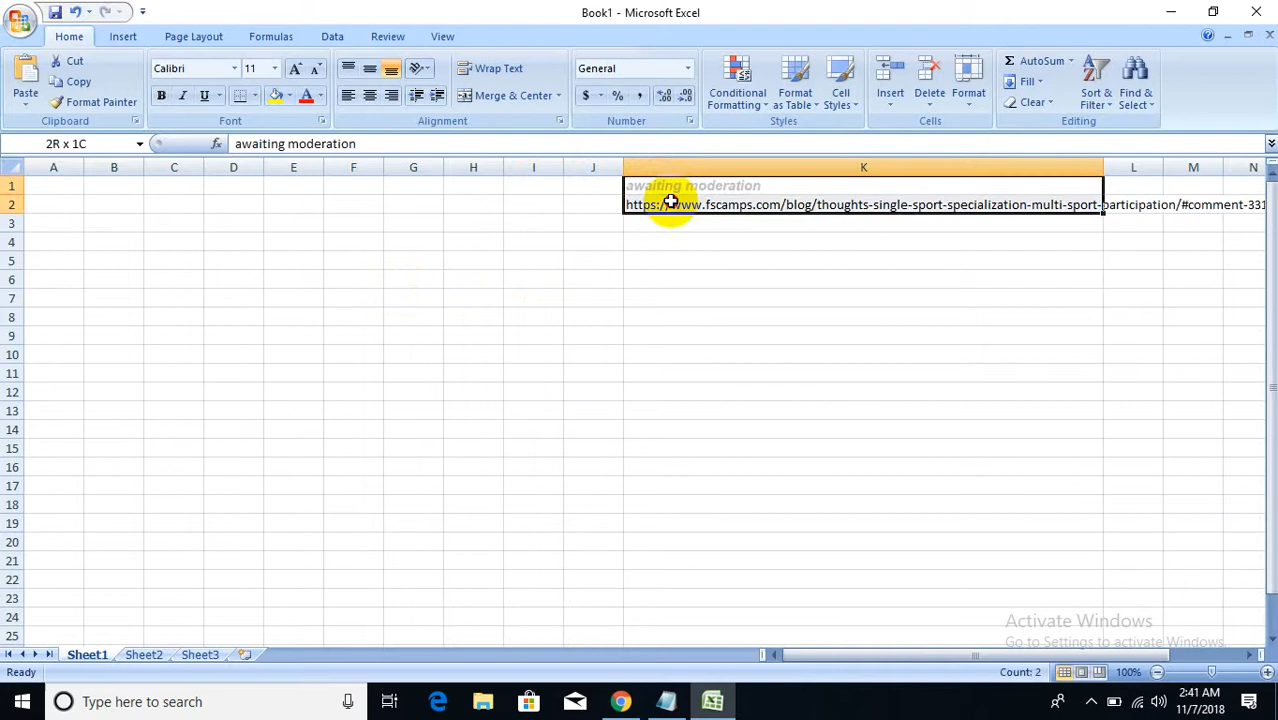 Book1 - Microsoft Excel
Home Insert Page Layout Formulas Data Review View
Paste
Cut
Copy
Format Painter
Clipboard
Calibri 11
B I U
Font
Wrap Text
Merge & Center
Alignment
General
$ % ,
Number
Conditional Formatting
Format as Table
Cell Styles
Styles
Insert Delete Format
Cells
Σ AutoSum
Fill
Clear
Sort & Filter
Find & Select
Editing
2R x 1C fx awaiting moderation
A B C D E F G H I J K L M N
1 awaiting moderation
2 https://www.fscamps.com/blog/thoughts-single-sport-specialization-multi-sport-participation/#comment-331
3
4
5
6
7
8
9
10
11
12
13
14
15
16
17
18
19
20
21
22
23
24
25
Activate Windows
Go to Settings to activate Windows.
Sheet1 Sheet2 Sheet3
Ready Count: 2 100%
Type here to search
2:41 AM
11/7/2018